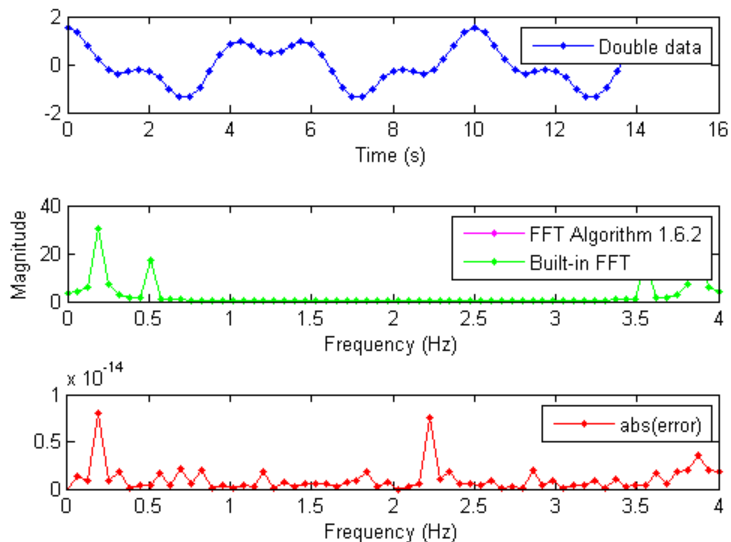 2
0
-2
0 2 4 6 8 10 12 14 16
Time (s)
Double data
Magnitude
40
20
0
0 0.5 1 1.5 2 2.5 3 3.5 4
Frequency (Hz)
FFT Algorithm 1.6.2
Built-in FFT
x 10^-14
1
0.5
0
0 0.5 1 1.5 2 2.5 3 3.5 4
Frequency (Hz)
abs(error)